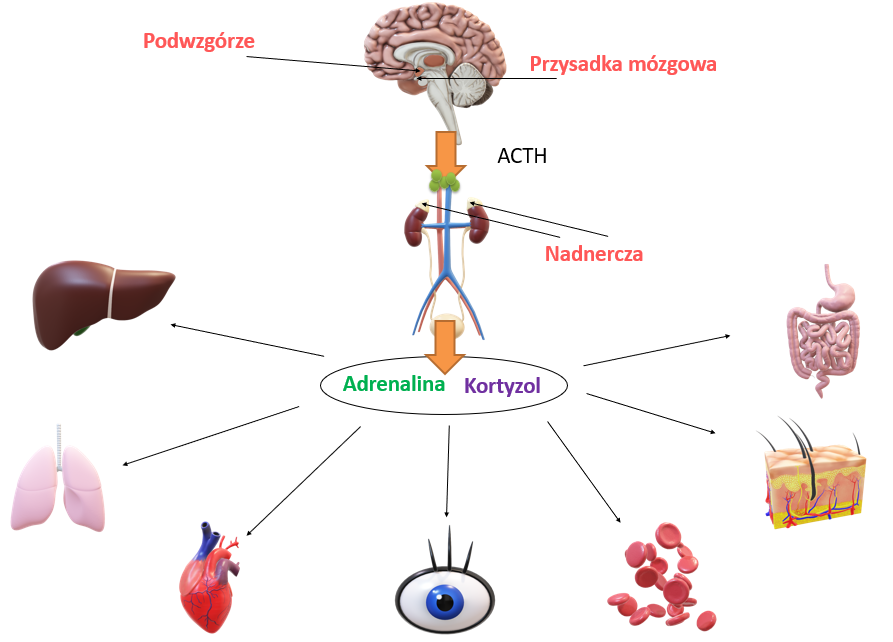 Podwzgórze
Przysadka mózgowa
ACTH
Nadnercza
Adrenalina Kortyzol